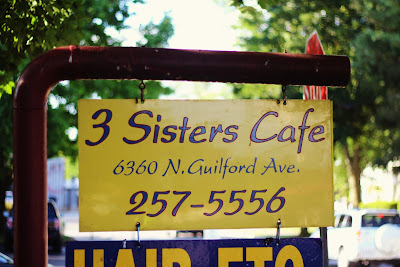 3 Sisters Cafe
6360 N. Guilford Ave.
257-5556
HAIR ETC